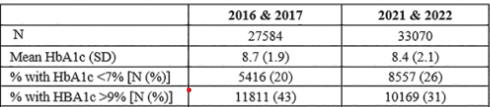 2016 & 2017 2021 & 2022
N 27584 33070
Mean HbA1c (SD) 8.7 (1.9) 8.4 (2.1)
% with HbA1c <7% [N (%)] 5416 (20) 8557 (26)
% with HBA1c >9% [N (%)] 11811 (43) 10169 (31)